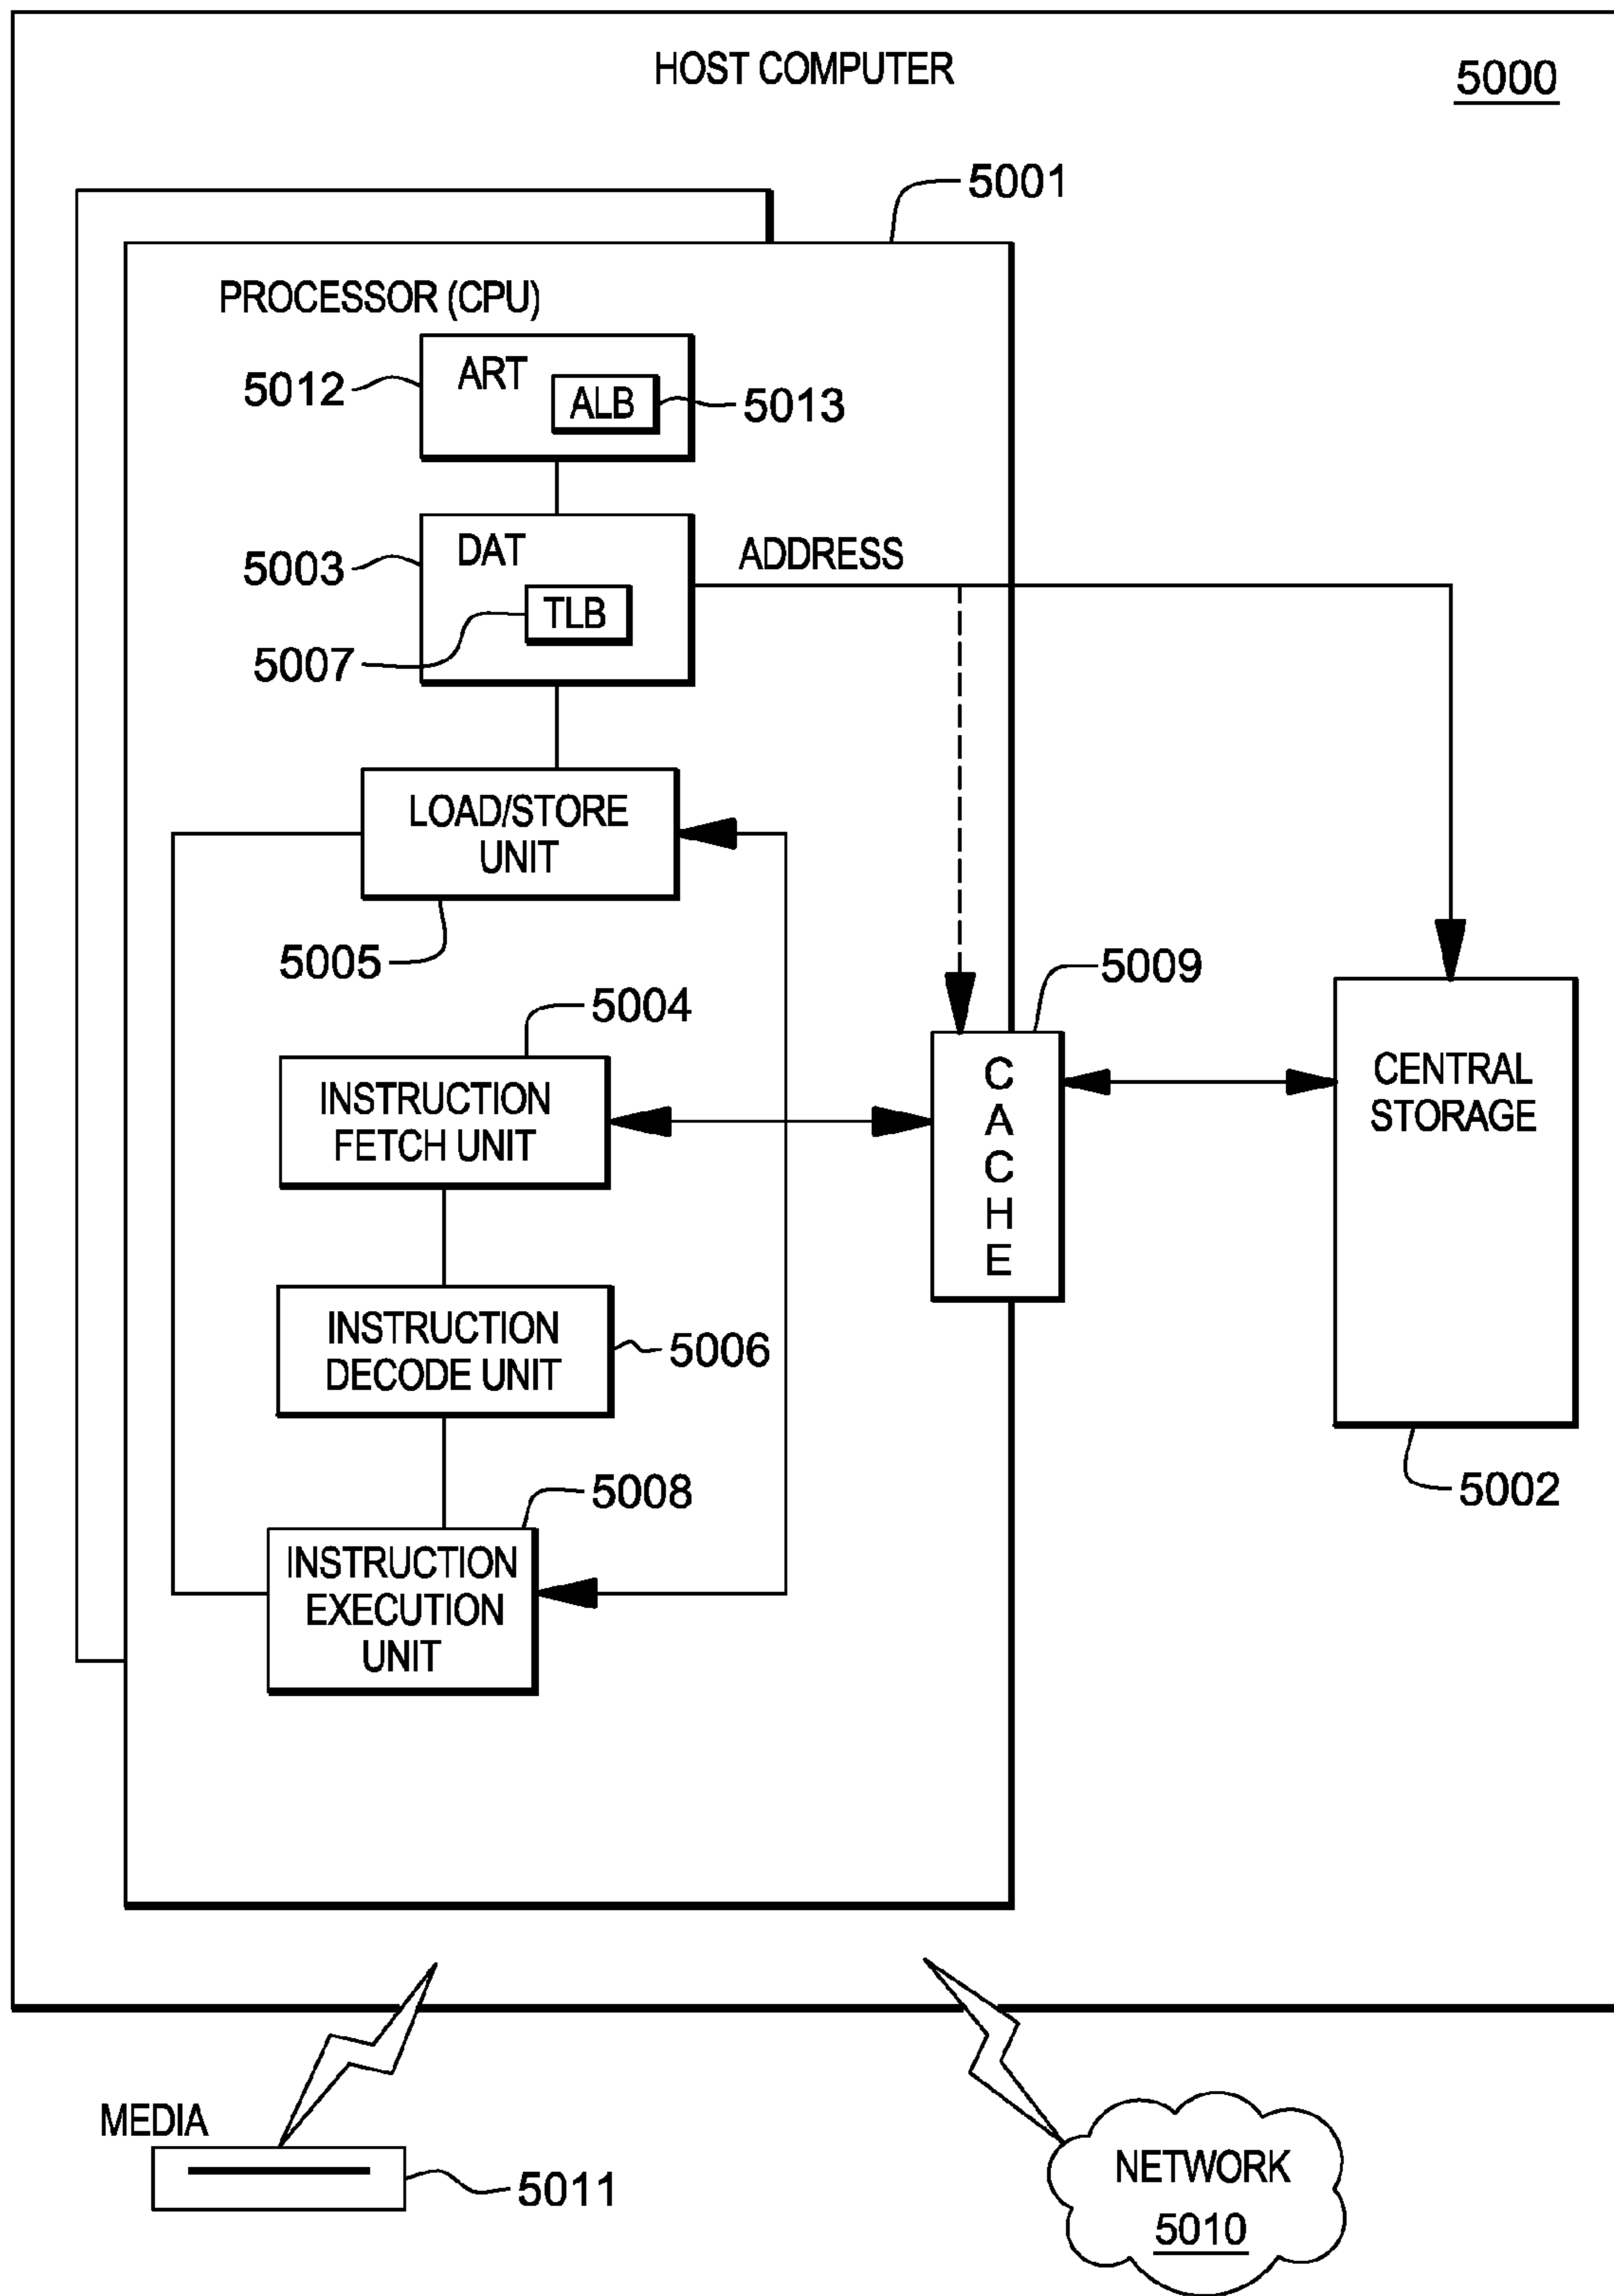 HOST COMPUTER
5000
5001
PROCESSOR (CPU)
ART
5012
ALB
5013
DAT
ADDRESS
5003
TLB
5007
LOAD/STORE
UNIT
5005
5009
5004
CACHE
CENTRAL
STORAGE
INSTRUCTION
FETCH UNIT
INSTRUCTION
DECODE UNIT
5006
5002
5008
INSTRUCTION
EXECUTION
UNIT
MEDIA
5011
NETWORK
5010